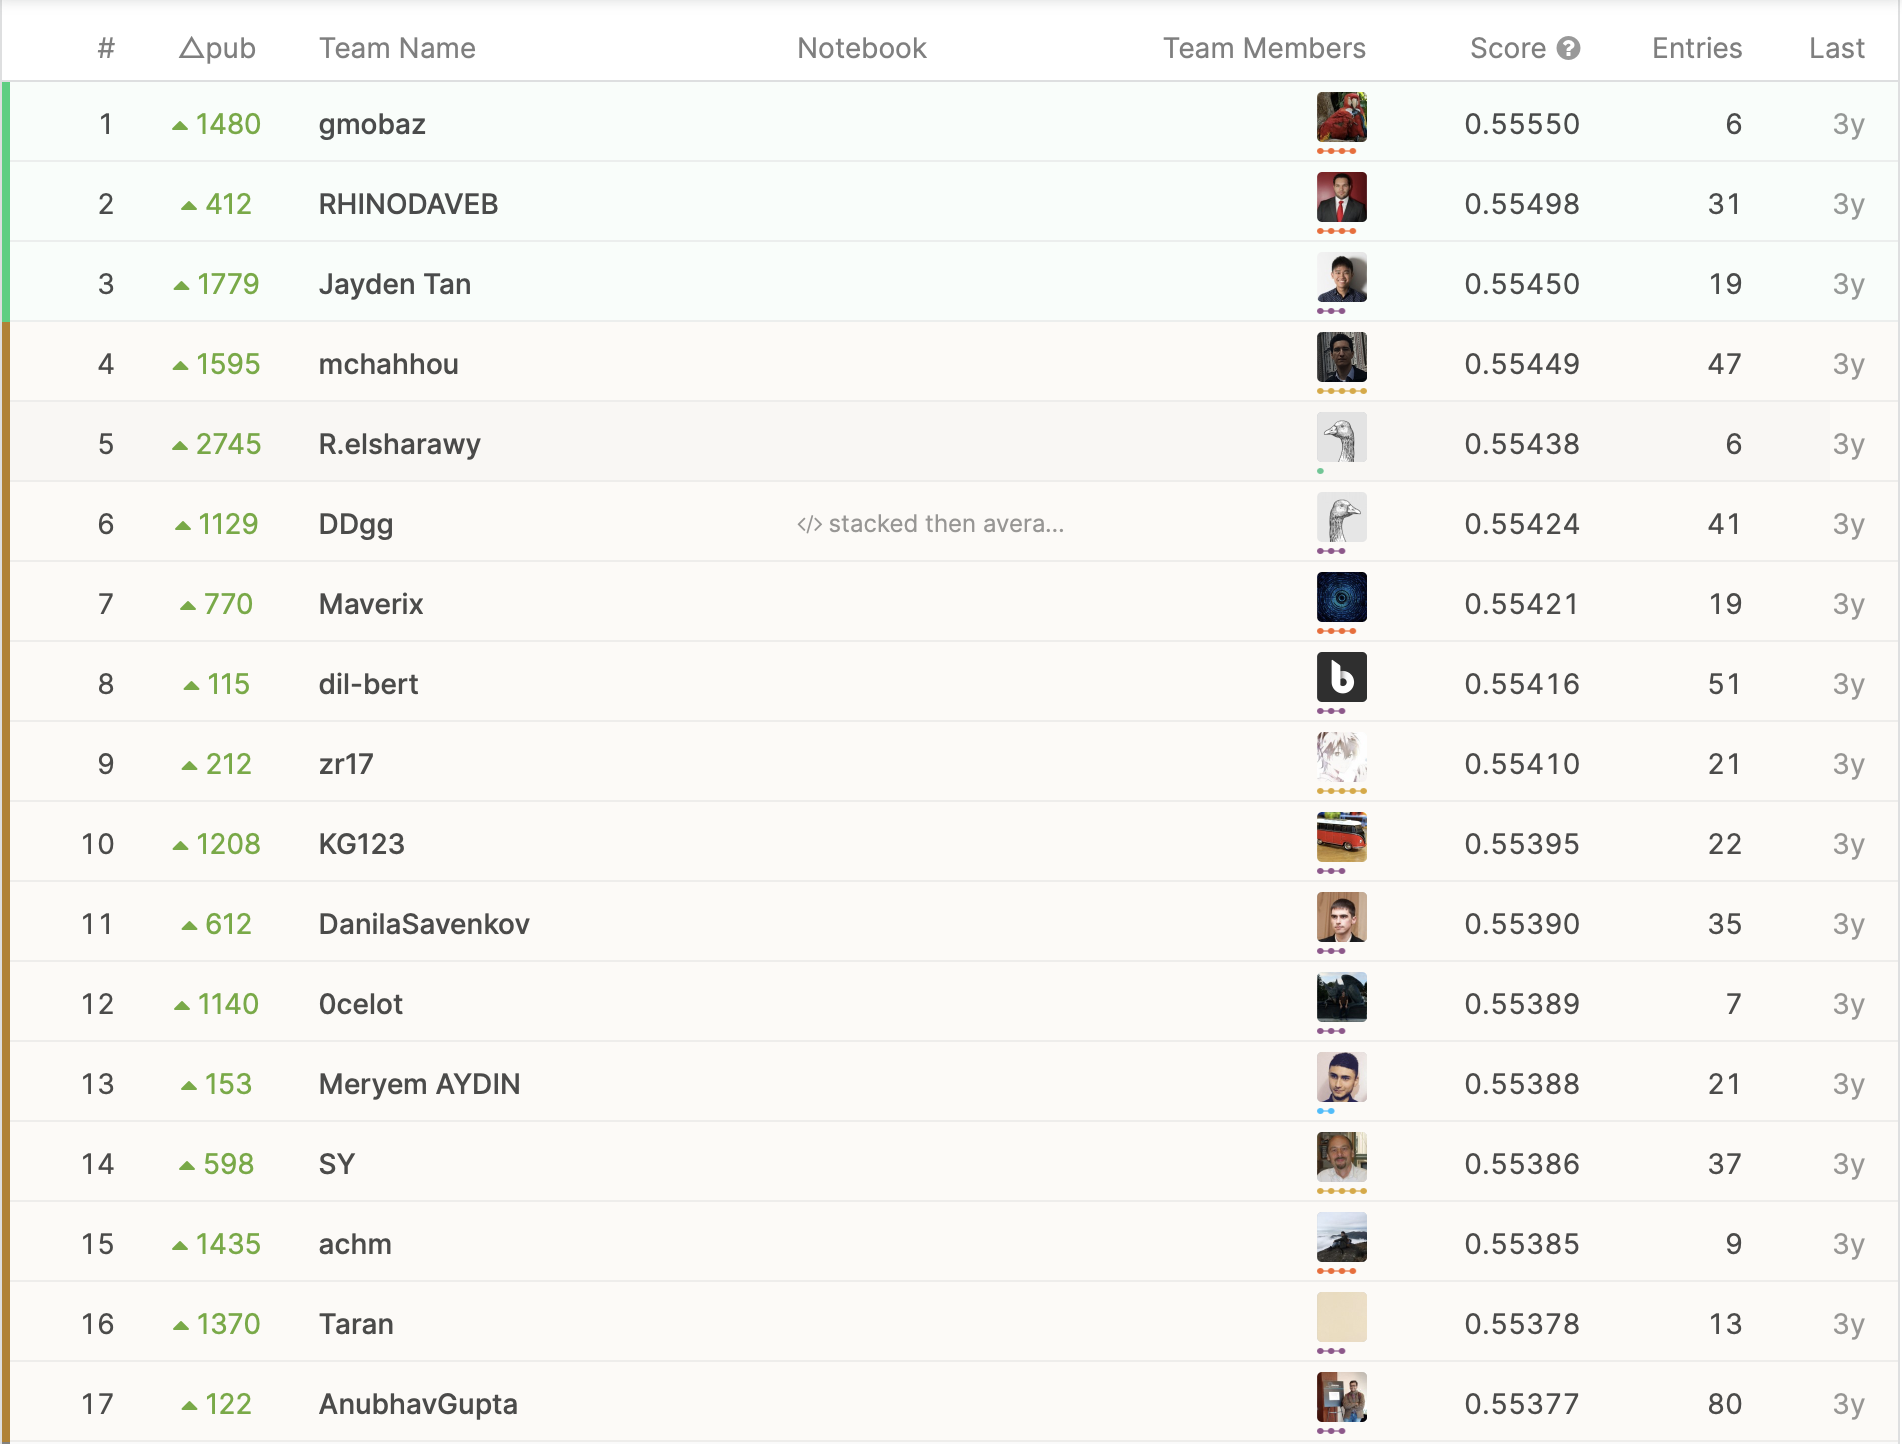 # △pub Team Name Notebook Team Members Score ? Entries Last
1 ▲ 1480 gmobaz 0.55550 6 3y
2 ▲ 412 RHINODAVEB 0.55498 31 3y
3 ▲ 1779 Jayden Tan 0.55450 19 3y
4 ▲ 1595 mchahhou 0.55449 47 3y
5 ▲ 2745 R.elsharawy 0.55438 6 3y
6 ▲ 1129 DDgg </> stacked then avera... 0.55424 41 3y
7 ▲ 770 Maverix 0.55421 19 3y
8 ▲ 115 dil-bert b 0.55416 51 3y
9 ▲ 212 zr17 0.55410 21 3y
10 ▲ 1208 KG123 0.55395 22 3y
11 ▲ 612 DanilaSavenkov 0.55390 35 3y
12 ▲ 1140 0celot 0.55389 7 3y
13 ▲ 153 Meryem AYDIN 0.55388 21 3y
14 ▲ 598 SY 0.55386 37 3y
15 ▲ 1435 achm 0.55385 9 3y
16 ▲ 1370 Taran 0.55378 13 3y
17 ▲ 122 AnubhavGupta 0.55377 80 3y